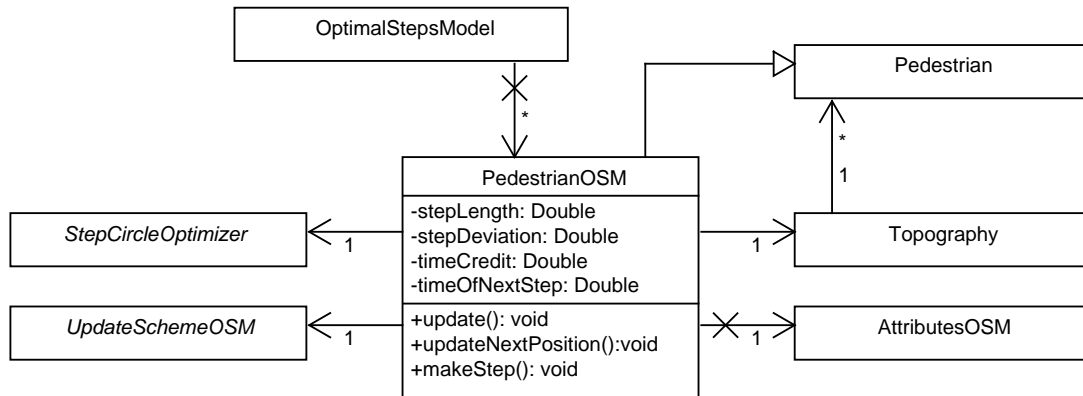 OptimalStepsModel
Pedestrian
*
*
1
PedestrianOSM
-stepLength: Double
-stepDeviation: Double
-timeCredit: Double
-timeOfNextStep: Double
+update(): void
+updateNextPosition():void
+makeStep(): void
StepCircleOptimizer
1
1
Topography
UpdateSchemeOSM
1
1
AttributesOSM